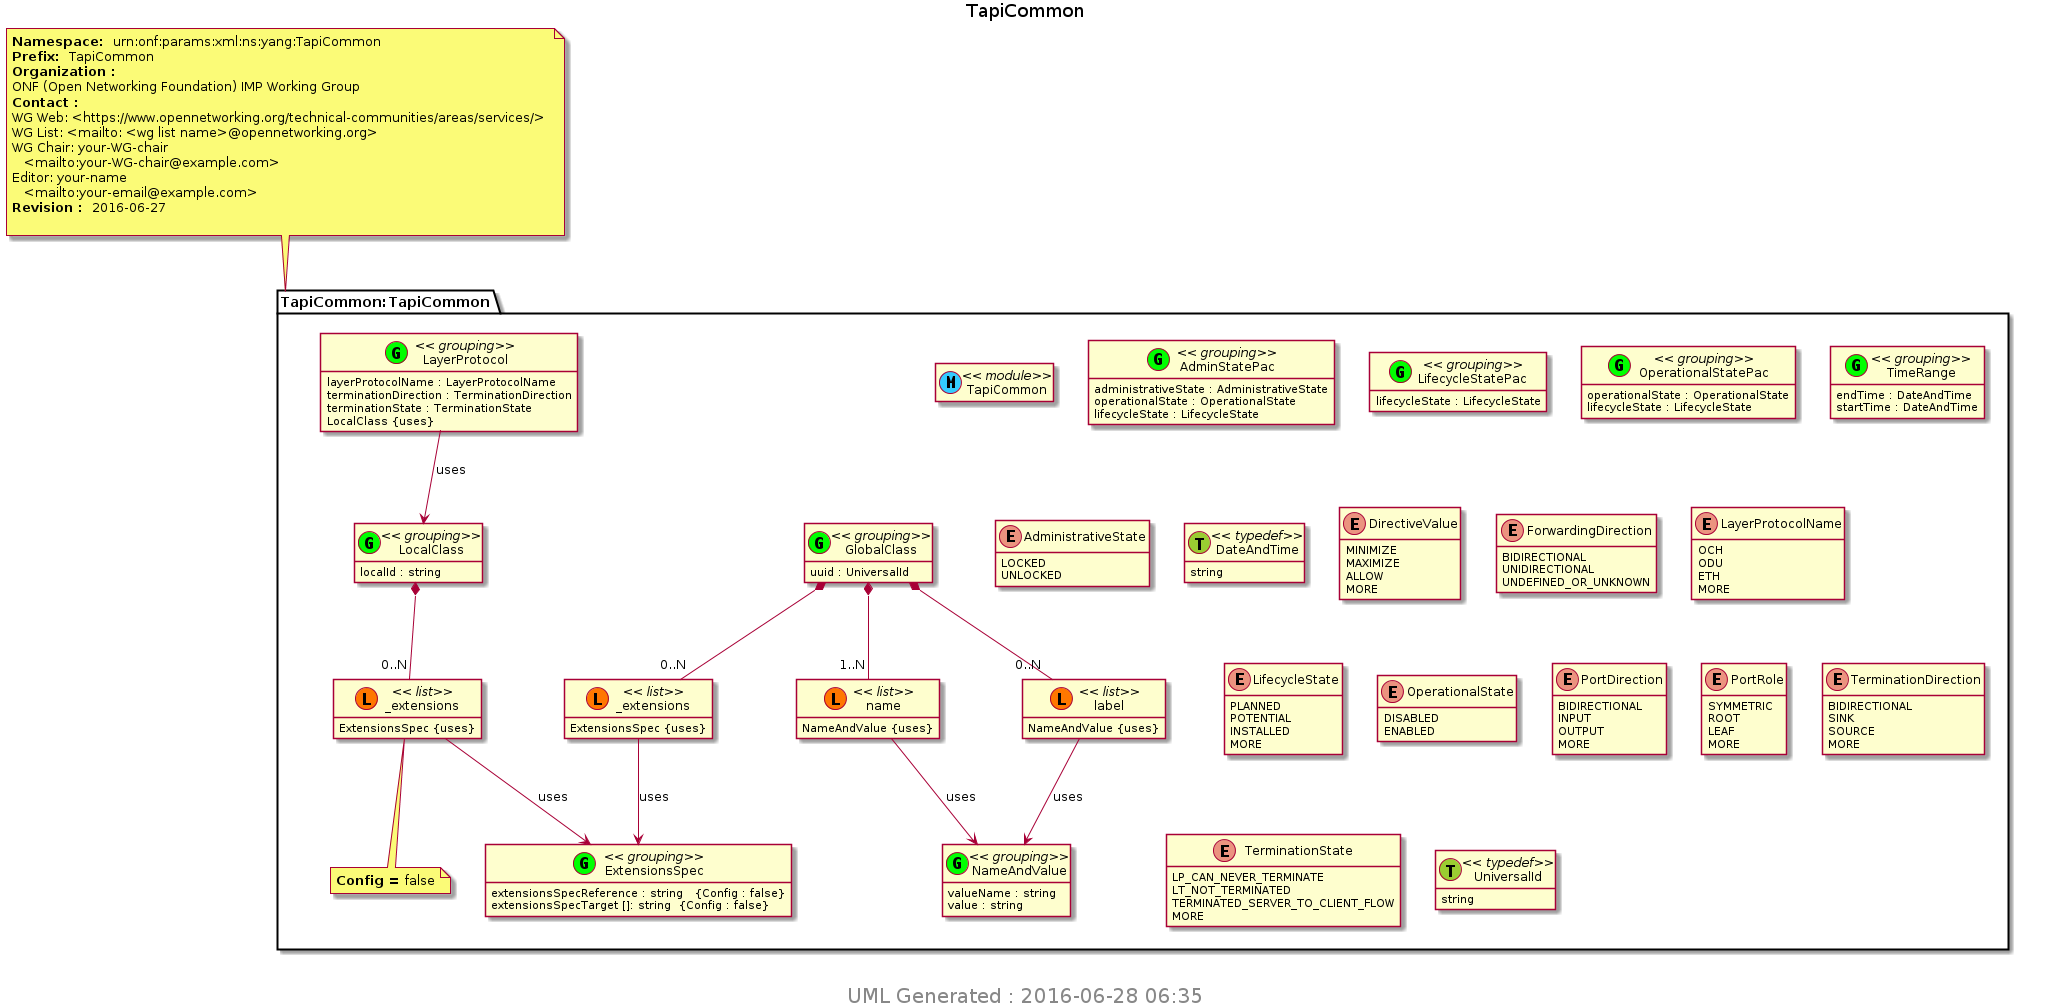 TapiCommon
Namespace: urn:onf:params:xml:ns:yang:TapiCommon
Prefix: TapiCommon
Organization :
ONF (Open Networking Foundation) IMP Working Group
Contact :
WG Web: <https://www.opennetworking.org/technical-communities/areas/services/>
WG List: <mailto: <wg list name>@opennetworking.org>
WG Chair: your-WG-chair
<mailto:your-WG-chair@example.com>
Editor: your-name
<mailto:your-email@example.com>
Revision : 2016-06-27
TapiCommon:TapiCommon
G
<< grouping>>
LayerProtocol
layerProtocolName : LayerProtocolName
terminationDirection : TerminationDirection
terminationState : TerminationState
LocalClass {uses}
M
<< module>>
TapiCommon
G
<< grouping>>
AdminStatePac
administrativeState : AdministrativeState
operationalState : OperationalState
lifecycleState : LifecycleState
G
<< grouping>>
LifecycleStatePac
lifecycleState : LifecycleState
G
<< grouping>>
OperationalStatePac
operationalState : OperationalState
lifecycleState : LifecycleState
G
<< grouping>>
TimeRange
endTime : DateAndTime
startTime : DateAndTime
uses
G
<< grouping>>
LocalClass
localId : string
G
<< grouping>>
GlobalClass
uuid : UniversalId
E AdministrativeState
LOCKED
UNLOCKED
T
<< typedef>>
DateAndTime
string
E DirectiveValue
MINIMIZE
MAXIMIZE
ALLOW
MORE
E ForwardingDirection
BIDIRECTIONAL
UNIDIRECTIONAL
UNDEFINED_OR_UNKNOWN
E LayerProtocolName
OCH
ODU
ETH
MORE
0..N
0..N
1..N
0..N
L
<< list>>
_extensions
ExtensionsSpec {uses}
L
<< list>>
_extensions
ExtensionsSpec {uses}
L
<< list>>
name
NameAndValue {uses}
L
<< list>>
label
NameAndValue {uses}
E LifecycleState
PLANNED
POTENTIAL
INSTALLED
MORE
E OperationalState
DISABLED
ENABLED
E PortDirection
BIDIRECTIONAL
INPUT
OUTPUT
MORE
E PortRole
SYMMETRIC
ROOT
LEAF
MORE
E TerminationDirection
BIDIRECTIONAL
SINK
SOURCE
MORE
uses
uses
uses
uses
Config = false
G
<< grouping>>
ExtensionsSpec
extensionsSpecReference : string {Config : false}
extensionsSpecTarget []: string {Config : false}
G
<< grouping>>
NameAndValue
valueName : string
value : string
E TerminationState
LP_CAN_NEVER_TERMINATE
LT_NOT_TERMINATED
TERMINATED_SERVER_TO_CLIENT_FLOW
MORE
T
<< typedef>>
UniversalId
string
UML Generated : 2016-06-28 06:35